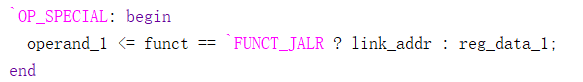 `OP_SPECIAL: begin
operand_1 <= funct == `FUNCT_JALR ? link_addr : reg_data_1;
end